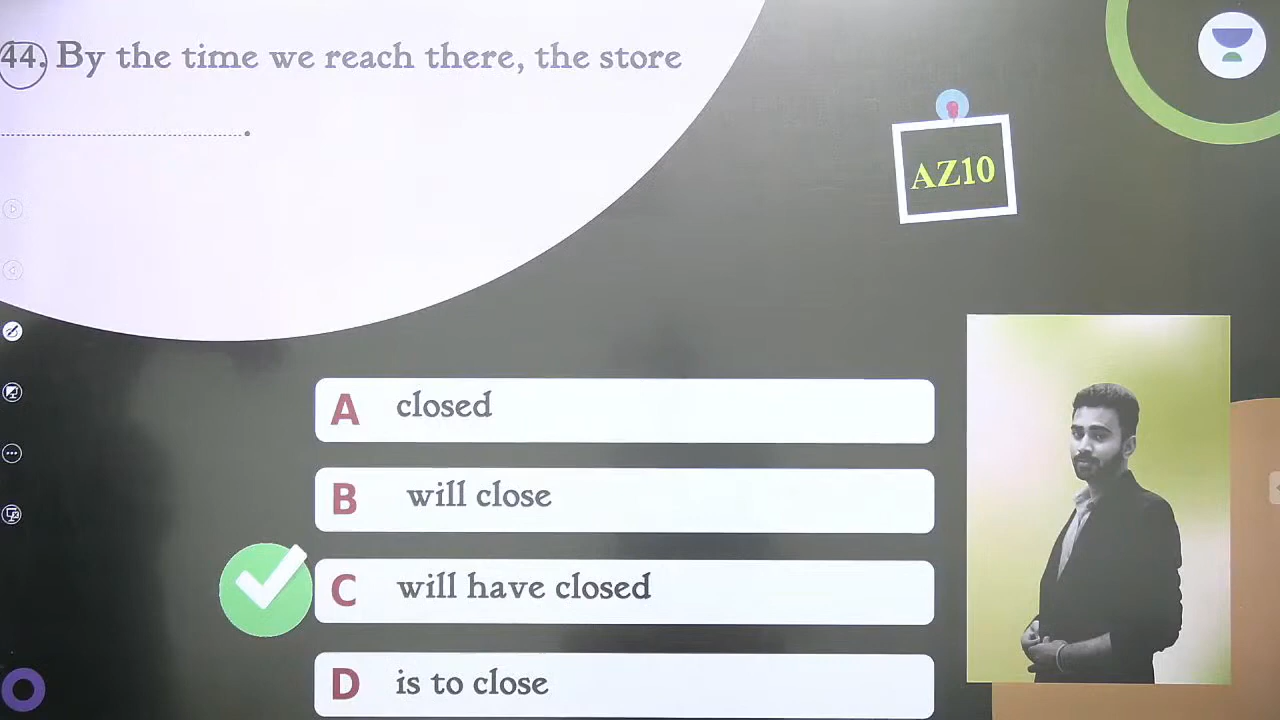 44. By the time we reach there, the store
.............................................
AZ10
A closed
B will close
C will have closed
D is to close